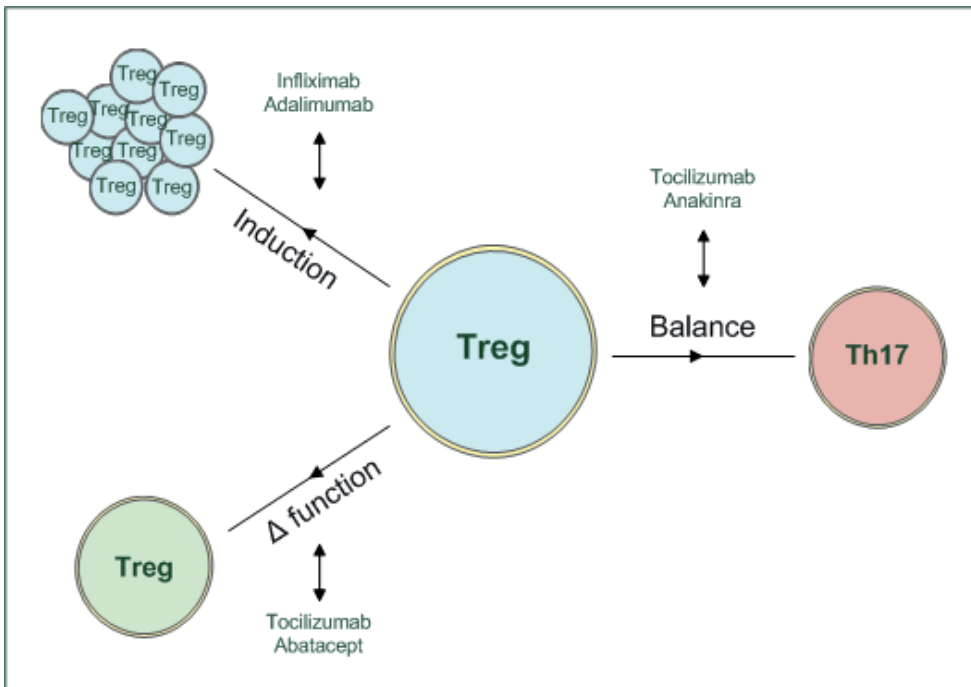 Treg
Treg
Treg
Treg
Treg
Treg
Treg
Treg
Treg
Treg
Infliximab
Adalimumab
Induction
Treg
Tocilizumab
Anakinra
Balance
Th17
Δ function
Treg
Tocilizumab
Abatacept